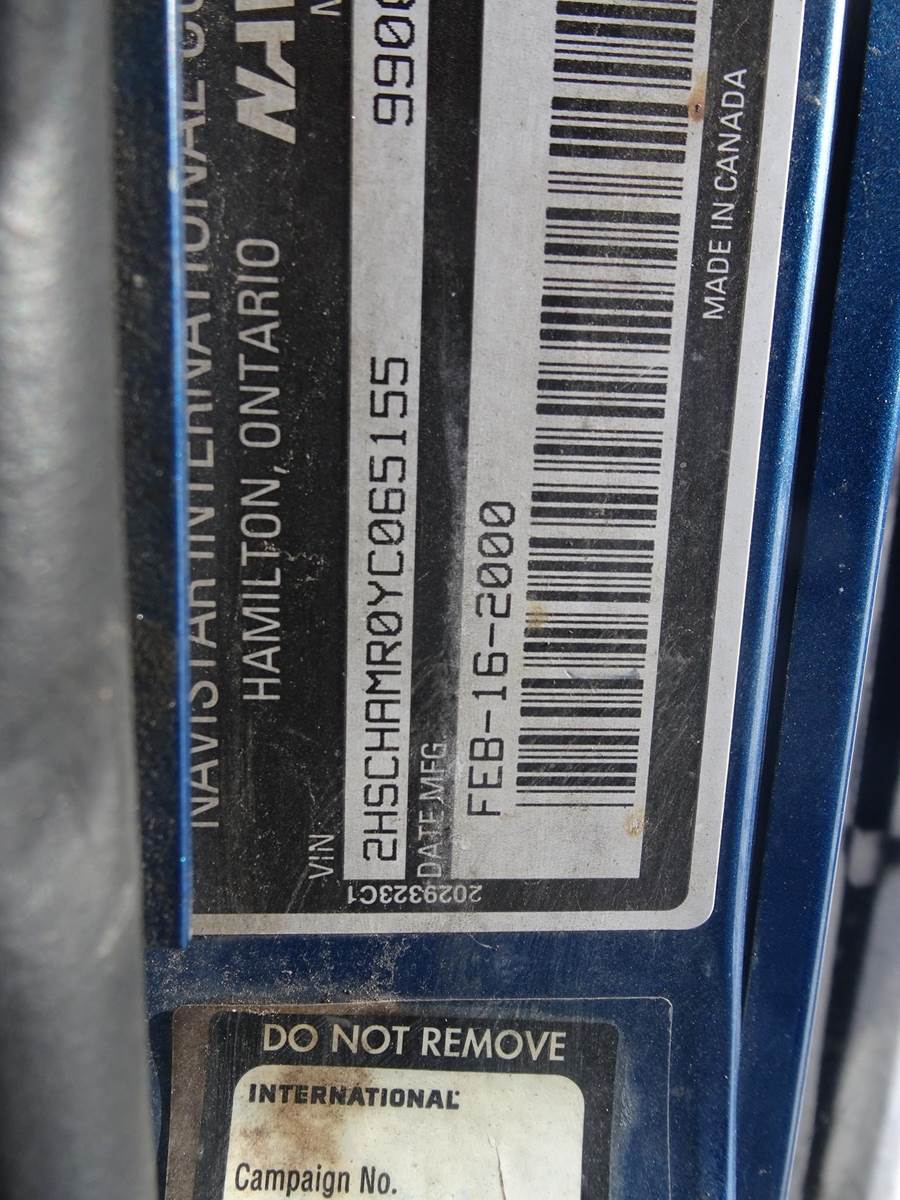 NAVISTAR INTERNATIONAL
HAMILTON, ONTARIO
VIN
2HSCHAMR0YC065155
DATE MFG
FEB-16-2000
MADE IN CANADA
2029323C1
DO NOT REMOVE
INTERNATIONAL
Campaign No.